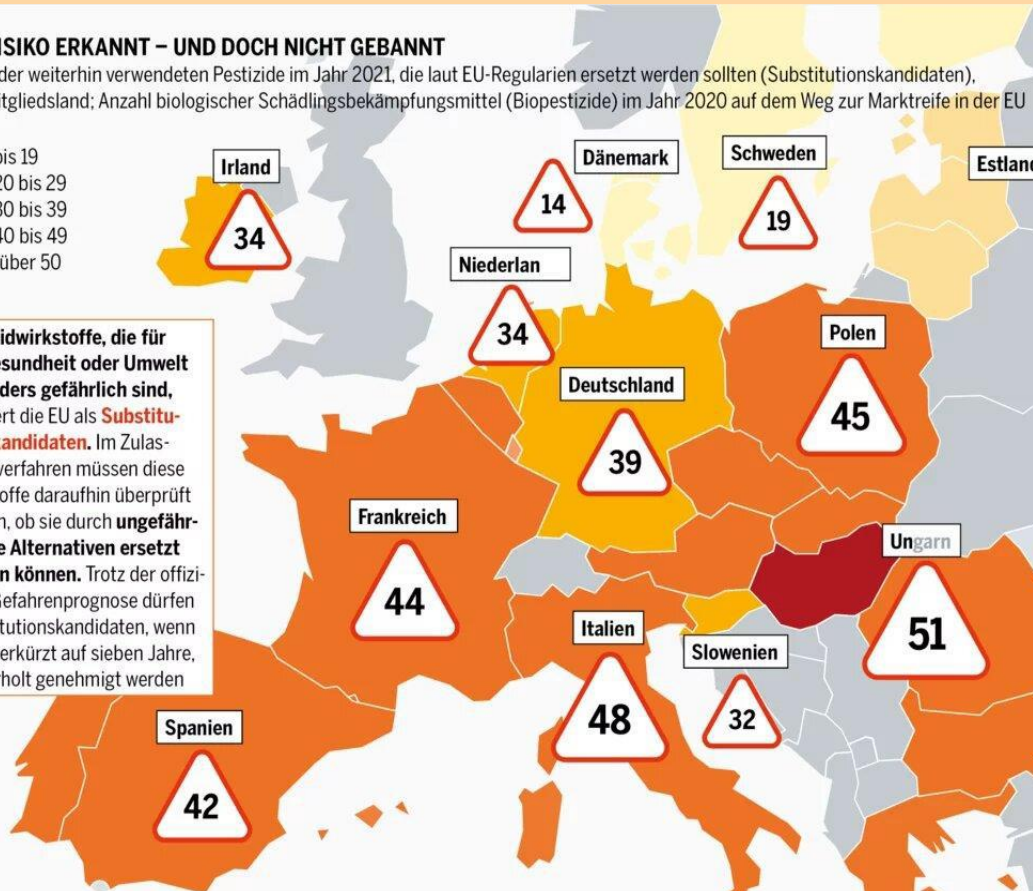 ISIKO ERKANNT – UND DOCH NICHT GEBANNT
der weiterhin verwendeten Pestizide im Jahr 2021, die laut EU-Regularien ersetzt werden sollten (Substitutionskandidaten),
itgliedsland; Anzahl biologischer Schädlingsbekämpfungsmittel (Biopestizide) im Jahr 2020 auf dem Weg zur Marktreife in der EU
bis 19
20 bis 29
30 bis 39
40 bis 49
über 50
Irland
34
Dänemark
14
Schweden
19
Estland
Niederlan
34
Polen
45
Deutschland
39
idwirkstoffe, die für
esundheit oder Umwelt
ders gefährlich sind,
ert die EU als Substitu-
kandidaten. Im Zulas-
verfahren müssen diese
offe daraufhin überprüft
n, ob sie durch ungefähr-
e Alternativen ersetzt
n können. Trotz der offizi-
Gefahrenprognose dürfen
tutionskandidaten, wenn
erkürzt auf sieben Jahre,
rholt genehmigt werden
Frankreich
44
Ungarn
51
Italien
48
Slowenien
32
Spanien
42